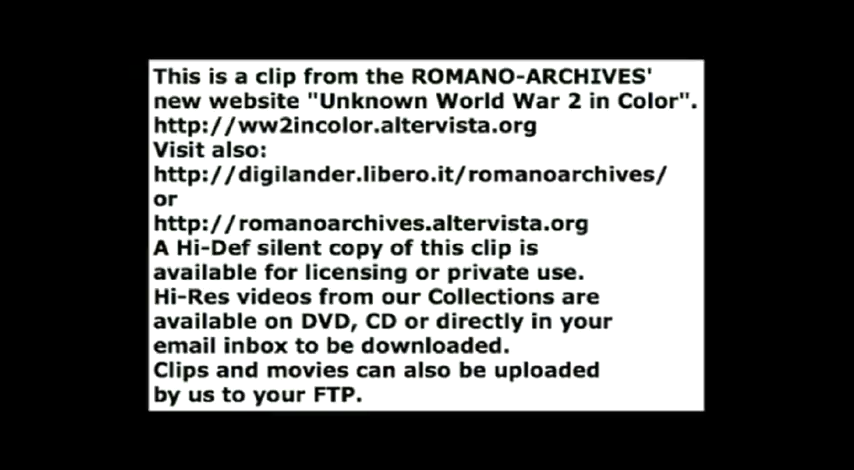 This is a clip from the ROMANO-ARCHIVES'
new website "Unknown World War 2 in Color".
http://ww2incolor.altervista.org
Visit also:
http://digilander.libero.it/romanoarchives/
or
http://romanoarchives.altervista.org
A Hi-Def silent copy of this clip is
available for licensing or private use.
Hi-Res videos from our Collections are
available on DVD, CD or directly in your
email inbox to be downloaded.
Clips and movies can also be uploaded
by us to your FTP.